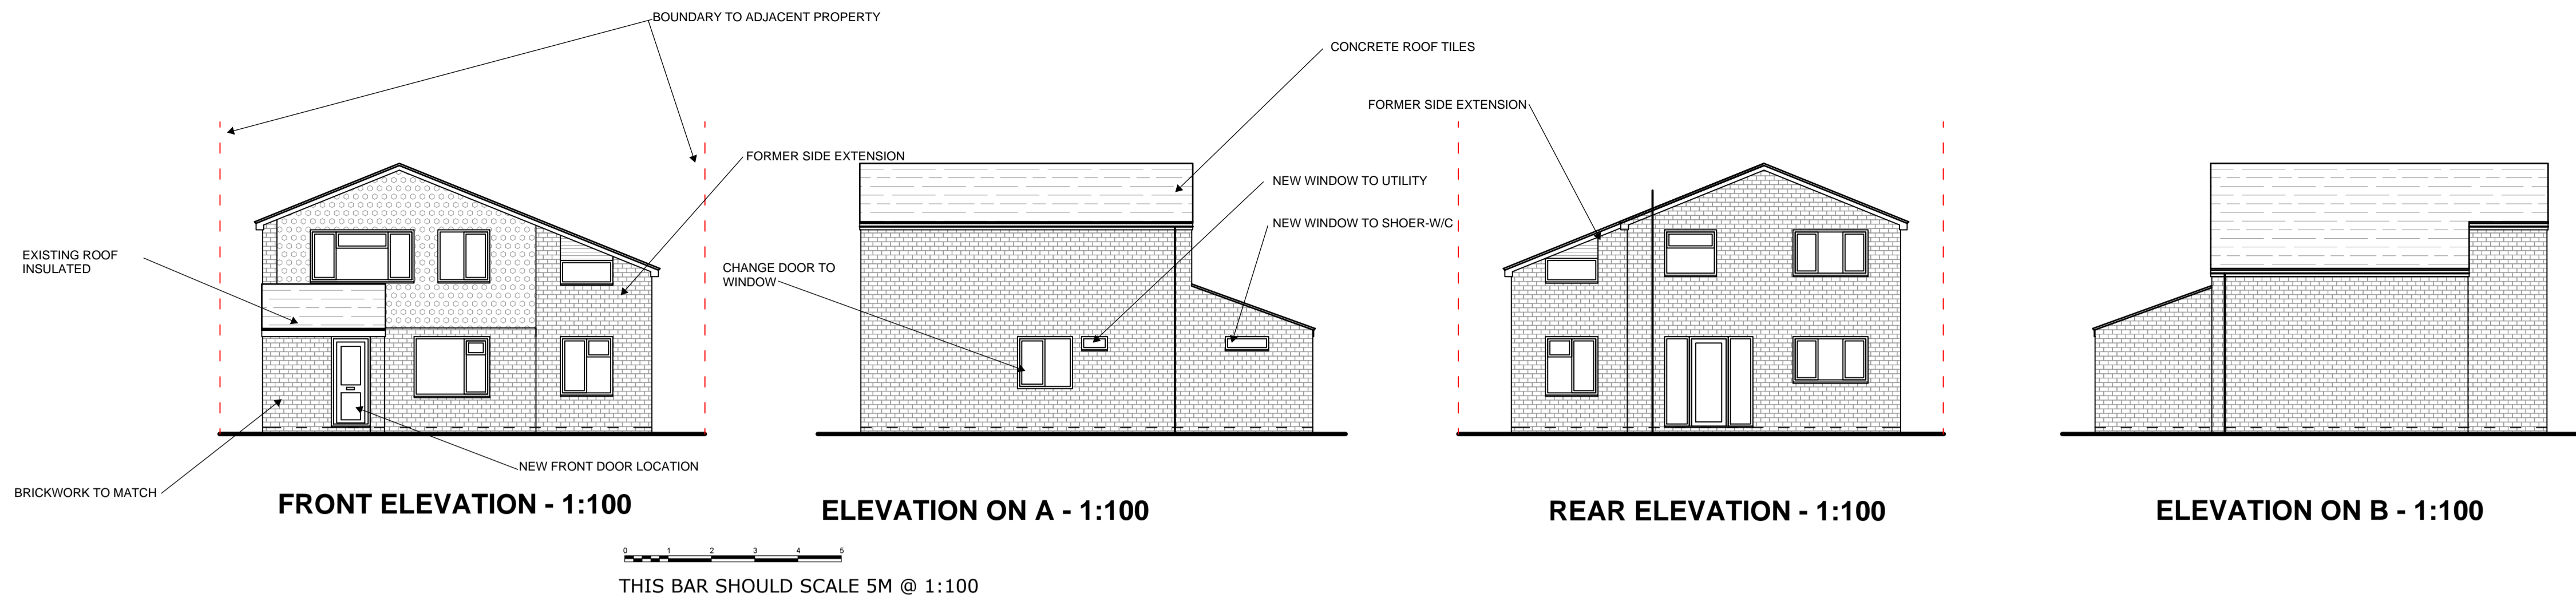 BOUNDARY TO ADJACENT PROPERTY
CONCRETE ROOF TILES
FORMER SIDE EXTENSION
FORMER SIDE EXTENSION
NEW WINDOW TO UTILITY
NEW WINDOW TO SHOER-W/C
EXISTING ROOF
INSULATED
CHANGE DOOR TO
WINDOW
NEW FRONT DOOR LOCATION
BRICKWORK TO MATCH
FRONT ELEVATION - 1:100
ELEVATION ON A - 1:100
REAR ELEVATION - 1:100
ELEVATION ON B - 1:100
0 1 2 3 4 5
THIS BAR SHOULD SCALE 5M @ 1:100